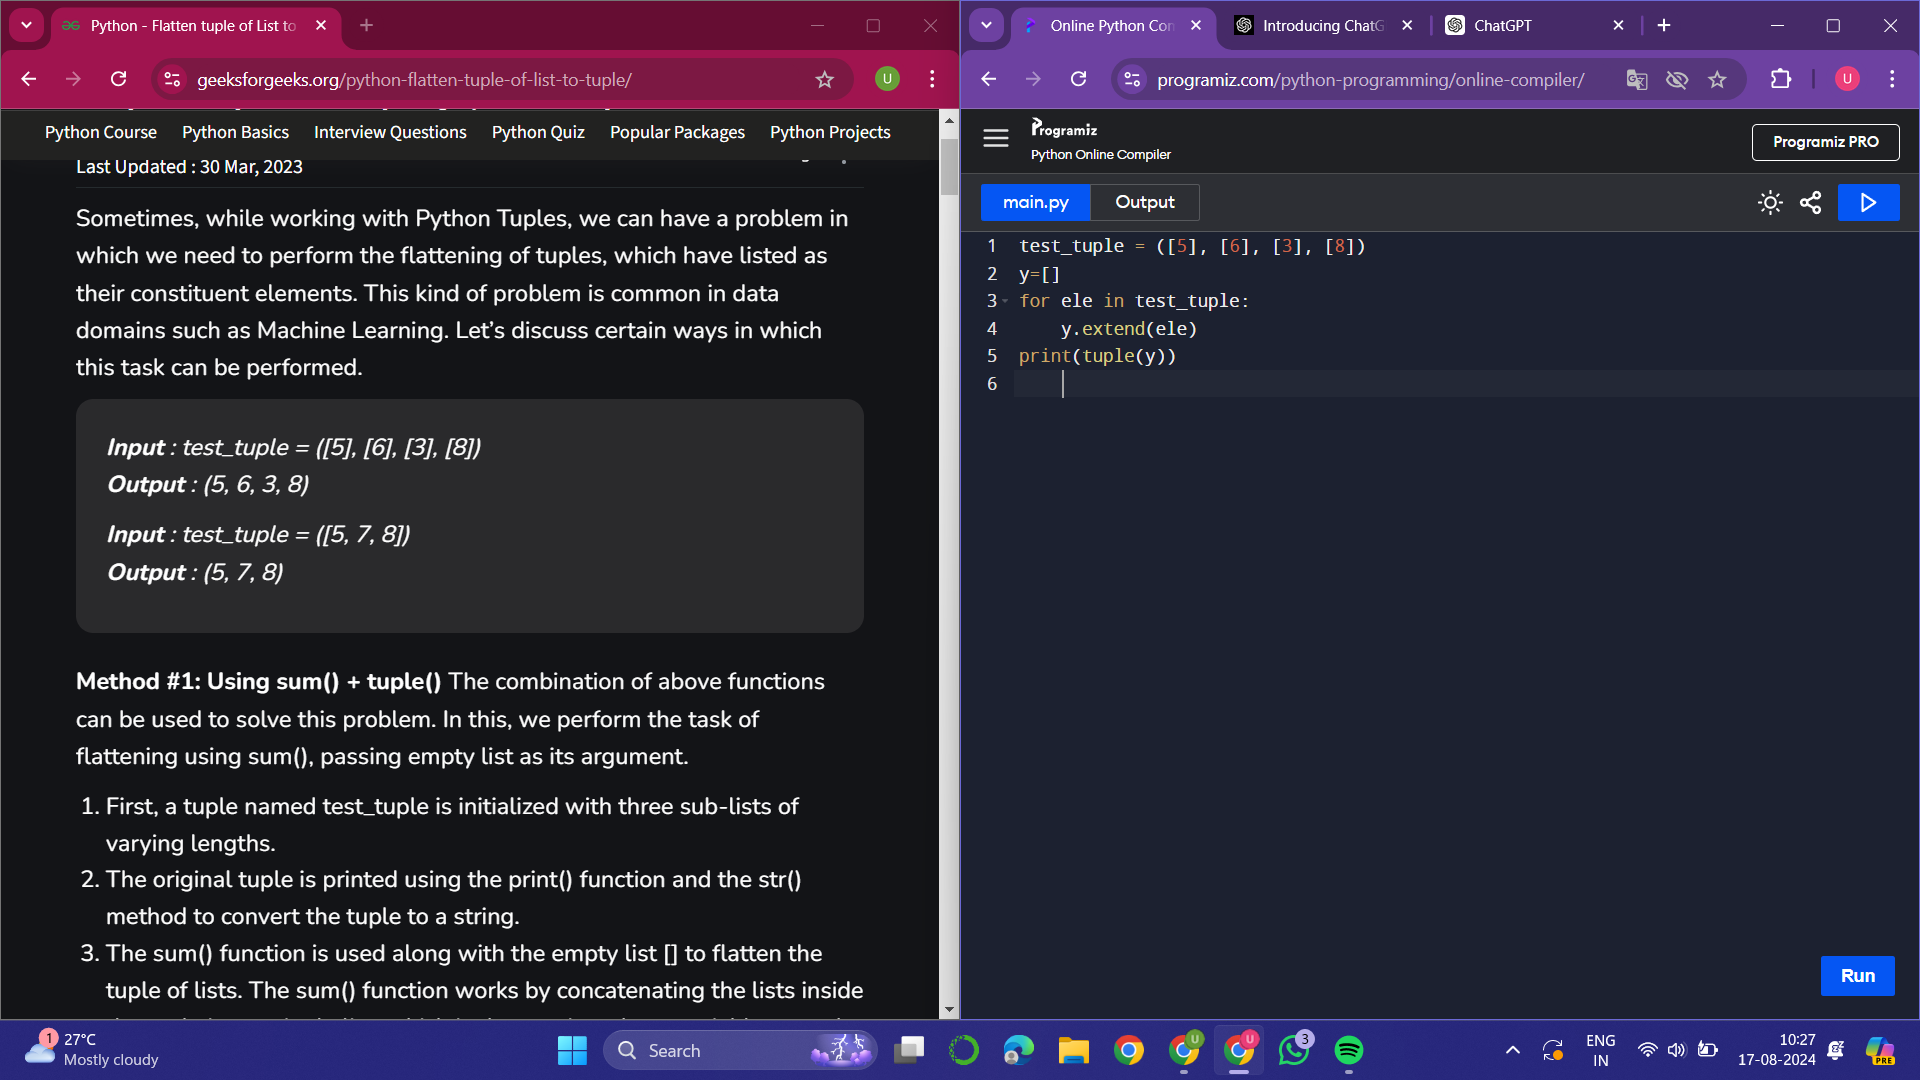 Python - Flatten tuple of List to
geeksforgeeks.org/python-flatten-tuple-of-list-to-tuple/
U
Python Course Python Basics Interview Questions Python Quiz Popular Packages Python Projects
Last Updated : 30 Mar, 2023
Sometimes, while working with Python Tuples, we can have a problem in
which we need to perform the flattening of tuples, which have listed as
their constituent elements. This kind of problem is common in data
domains such as Machine Learning. Let’s discuss certain ways in which
this task can be performed.
Input : test_tuple = ([5], [6], [3], [8])
Output : (5, 6, 3, 8)
Input : test_tuple = ([5, 7, 8])
Output : (5, 7, 8)
Method #1: Using sum() + tuple() The combination of above functions
can be used to solve this problem. In this, we perform the task of
flattening using sum(), passing empty list as its argument.
1. First, a tuple named test_tuple is initialized with three sub-lists of
varying lengths.
2. The original tuple is printed using the print() function and the str()
method to convert the tuple to a string.
3. The sum() function is used along with the empty list [] to flatten the
tuple of lists. The sum() function works by concatenating the lists inside
Online Python Con
Introducing ChatG
ChatGPT
programiz.com/python-programming/online-compiler/
U
Programiz
Python Online Compiler
Programiz PRO
main.py
Output
1 test_tuple = ([5], [6], [3], [8])
2 y=[]
3 for ele in test_tuple:
4 y.extend(ele)
5 print(tuple(y))
6
Run
1
27°C
Mostly cloudy
Search
U
U
3
ENG
IN
10:27
17-08-2024
PRE